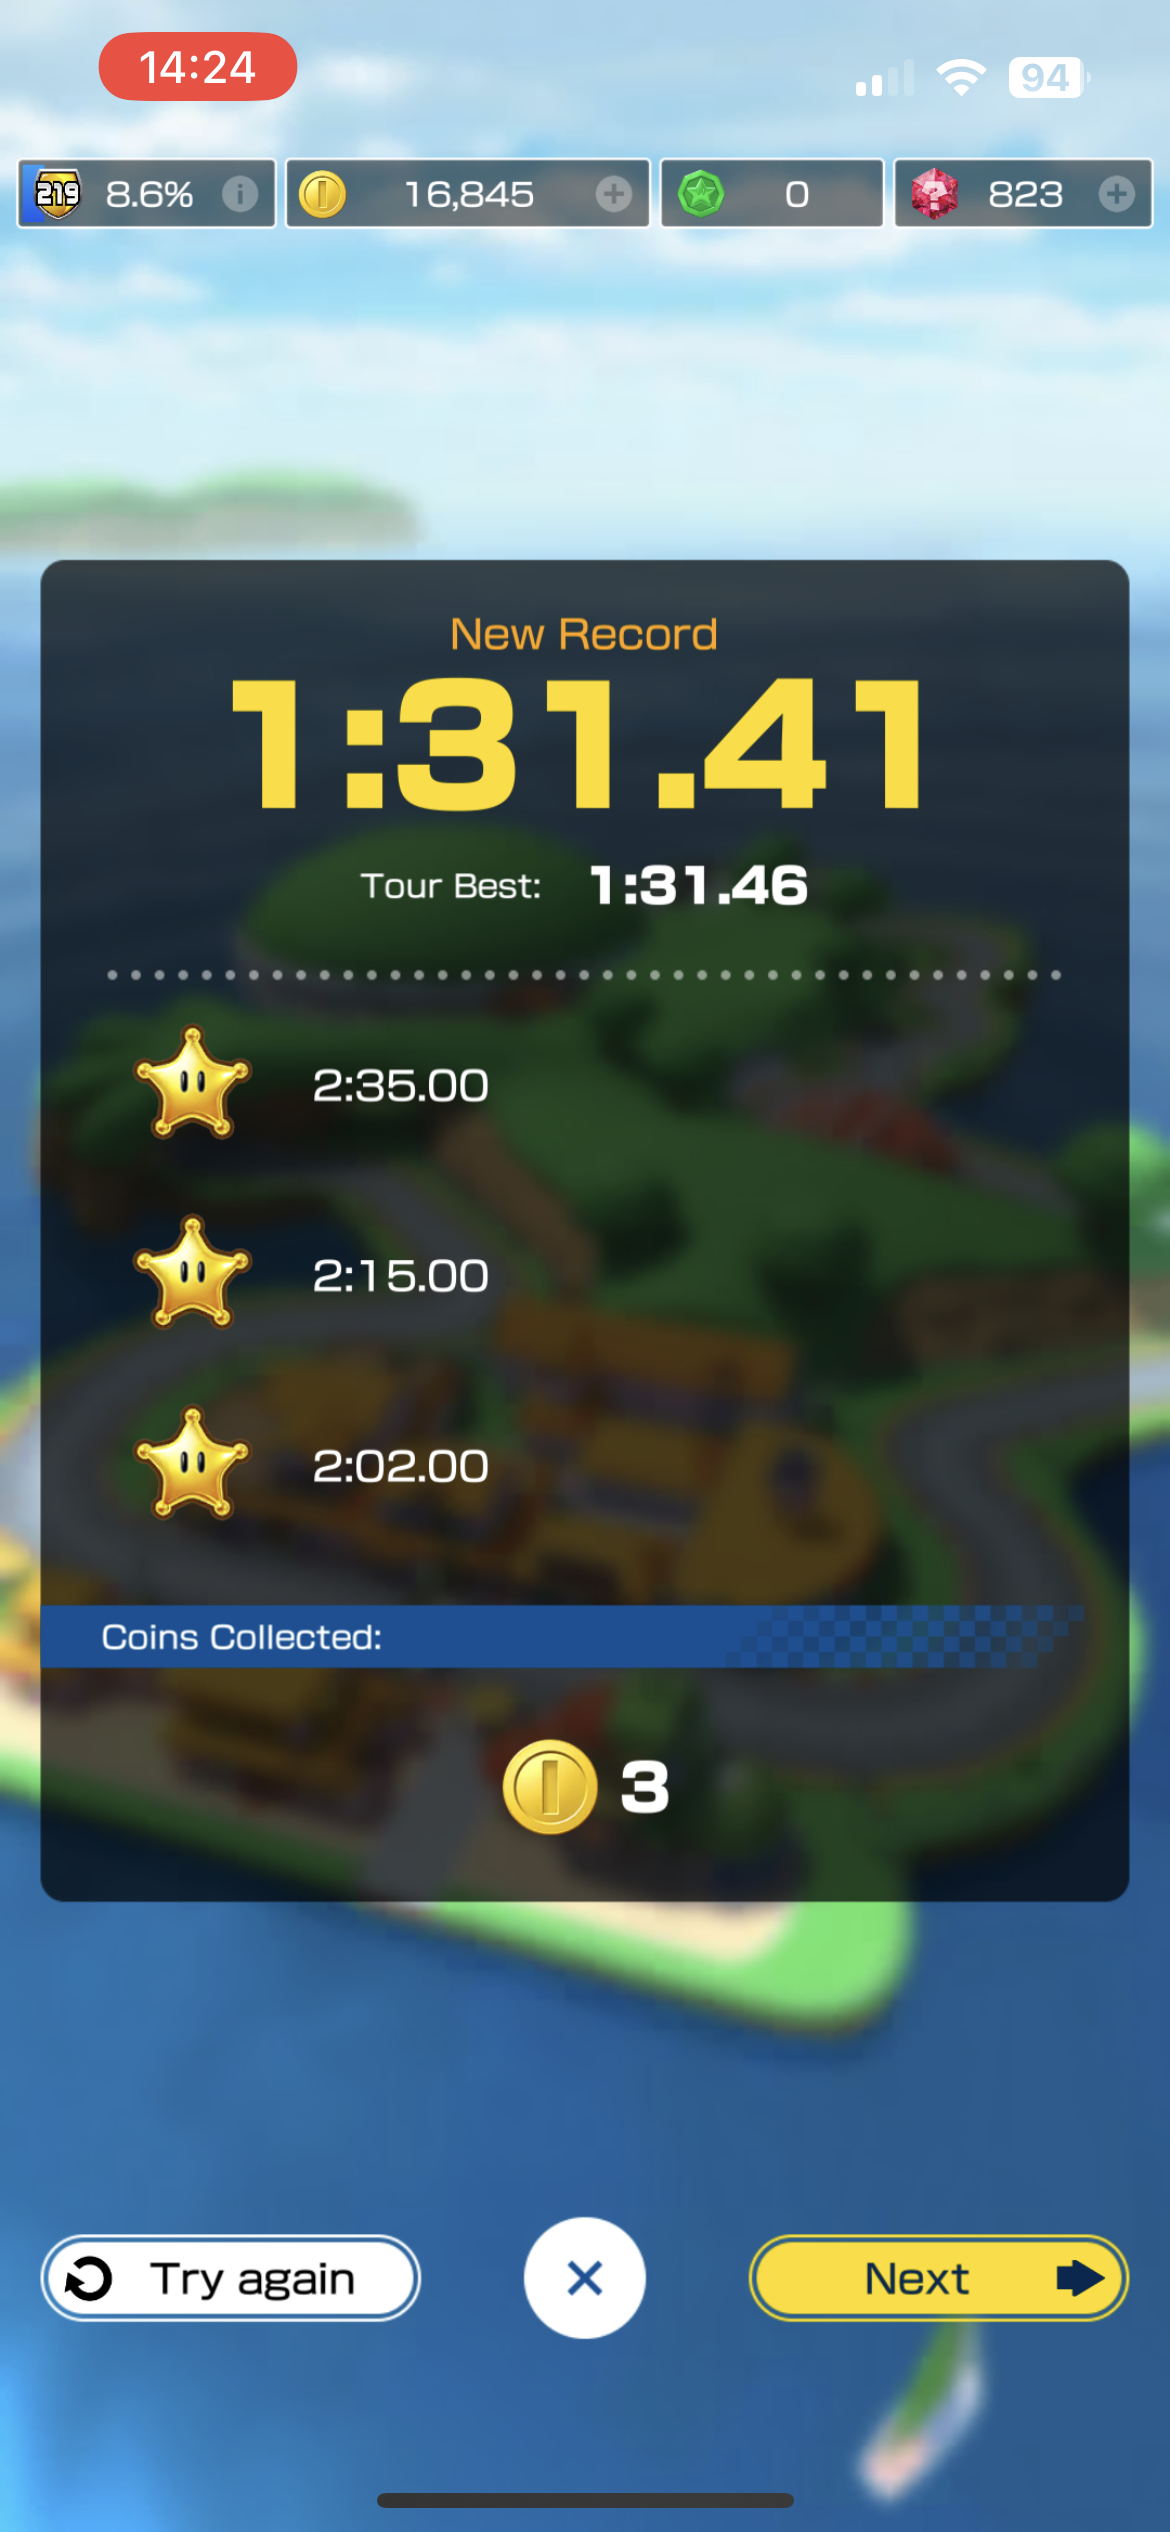 14:24
94
219 8.6% 16,845 0 823
New Record
1:31.41
Tour Best: 1:31.46
2:35.00
2:15.00
2:02.00
Coins Collected:
3
Try again
Next